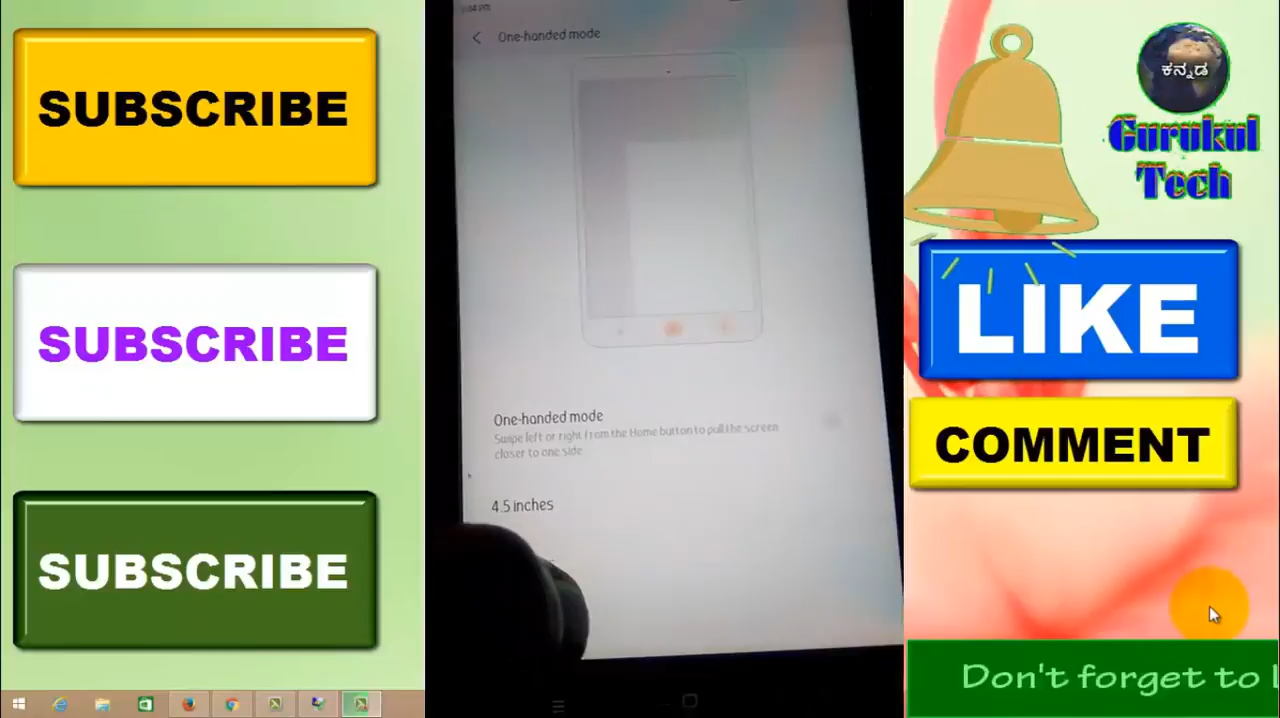 SUBSCRIBE
SUBSCRIBE
SUBSCRIBE
One-handed mode
One-handed mode
Swipe left or right from the Home button to pull the screen
closer to one side
4.5 inches
ಕನ್ನಡ
Gurukul
Tech
LIKE
COMMENT
Don't forget to